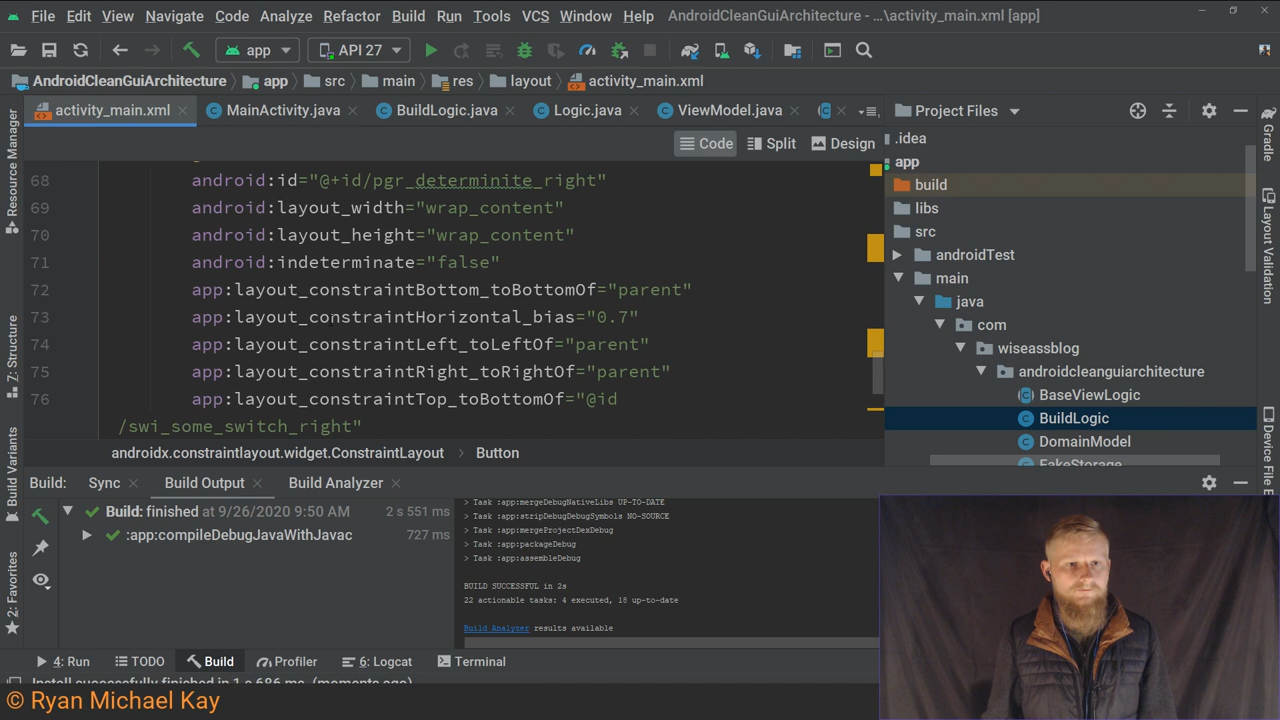 File Edit View Navigate Code Analyze Refactor Build Run Tools VCS Window Help AndroidCleanGuiArchitecture - ...\activity_main.xml [app]
app API 27
AndroidCleanGuiArchitecture app src main res layout activity_main.xml
activity_main.xml MainActivity.java BuildLogic.java Logic.java ViewModel.java
Project Files
Code Split Design
68 android:id="@+id/pgr_determinite_right"
69 android:layout_width="wrap_content"
70 android:layout_height="wrap_content"
71 android:indeterminate="false"
72 app:layout_constraintBottom_toBottomOf="parent"
73 app:layout_constraintHorizontal_bias="0.7"
74 app:layout_constraintLeft_toLeftOf="parent"
75 app:layout_constraintRight_toRightOf="parent"
76 app:layout_constraintTop_toBottomOf="@id
/swi_some_switch_right"
androidx.constraintlayout.widget.ConstraintLayout › Button
.idea
app
build
libs
src
androidTest
main
java
com
wiseassblog
androidcleanguiarchitecture
BaseViewLogic
BuildLogic
DomainModel
FakeStorage
Resource Manager
7: Structure
Build Variants
2: Favorites
Gradle
Layout Validation
Device File E
Build: Sync Build Output Build Analyzer
Build: finished at 9/26/2020 9:50 AM 2 s 551 ms
:app:compileDebugJavaWithJavac 727 ms
> Task :app:mergeDebugNativeLibs UP-TO-DATE
> Task :app:stripDebugDebugSymbols NO-SOURCE
> Task :app:mergeProjectDexDebug
> Task :app:packageDebug
> Task :app:assembleDebug
BUILD SUCCESSFUL in 2s
22 actionable tasks: 4 executed, 18 up-to-date
Build Analyzer results available
4: Run TODO Build Profiler 6: Logcat Terminal
Install successfully finished in 1 s 686 ms. (moments ago)
© Ryan Michael Kay